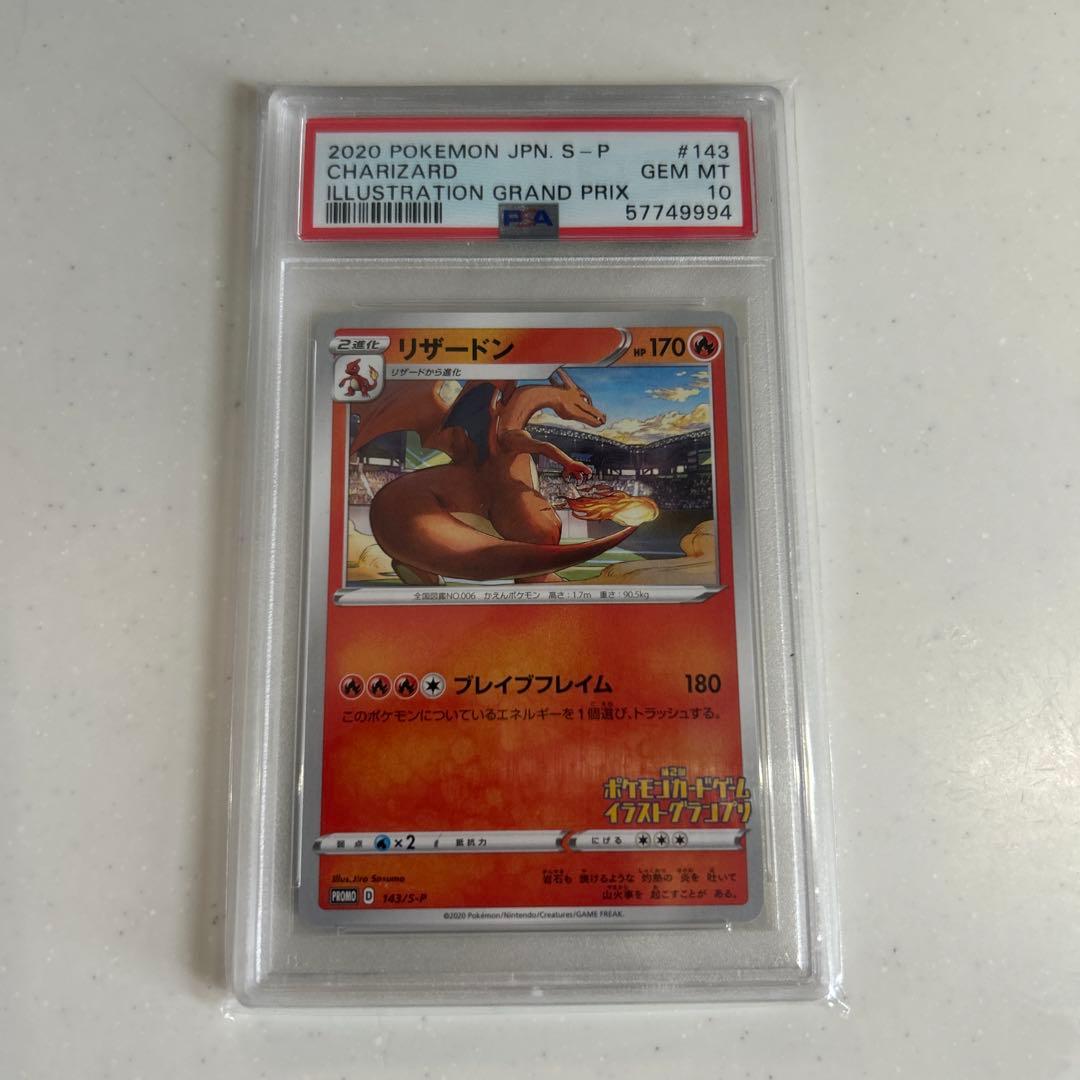 2020 POKEMON JPN. S-P #143
CHARIZARD GEM MT
ILLUSTRATION GRAND PRIX 10
PSA 57749994
2進化 リザードン HP 170
リザードから進化
全国図鑑NO.006 かえんポケモン 高さ:1.7m 重さ:90.5kg
ブレイブフレイム 180
このポケモンについているエネルギーを1個選び、トラッシュする。
第2回
ポケモンカードゲーム
イラストグランプリ
弱点 ×2 抵抗力 にげる
Illus. Jiro Sasumo
岩石も 焼けるような 灼熱の 炎を 吐いて
山火事を 起こすことが ある。
PROMO D 143/S-P
©2020 Pokémon/Nintendo/Creatures/GAME FREAK.